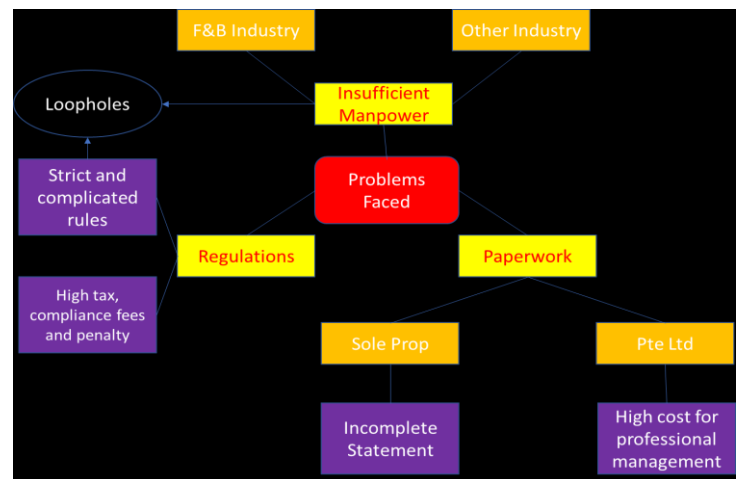 F&B Industry
Other Industry
Insufficient
Manpower
Loopholes
Strict and
complicated
rules
Problems
Faced
Regulations
Paperwork
High tax,
compliance fees
and penalty
Sole Prop
Pte Ltd
Incomplete
Statement
High cost for
professional
management